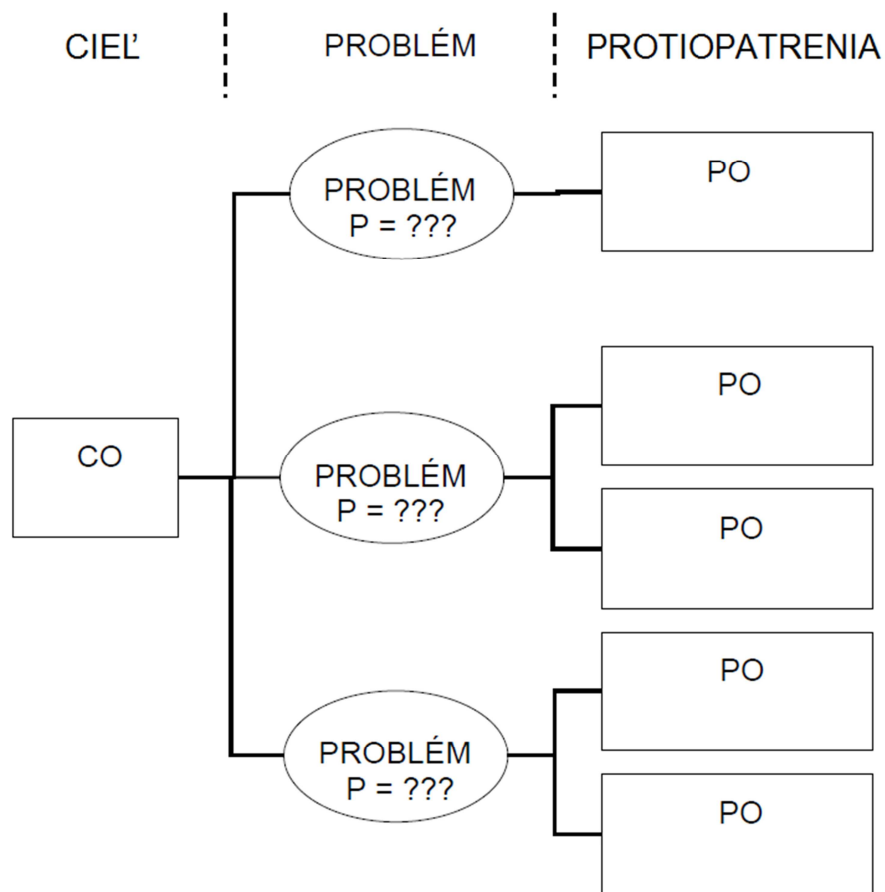 CIEĽ
PROBLÉM
PROTIOPATRENIA
PROBLÉM
P = ???
PO
CO
PROBLÉM
P = ???
PO
PO
PROBLÉM
P = ???
PO
PO